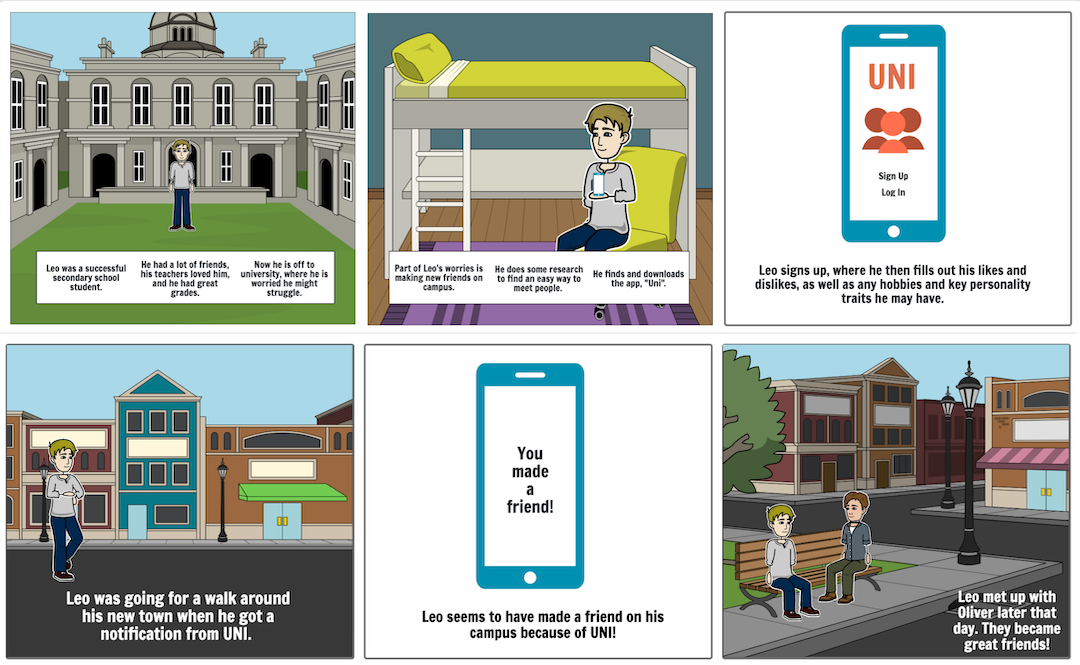 Leo was a successful
secondary school
student.
He had a lot of friends,
his teachers loved him,
and he had great
grades.
Now he is off to
university, where he is
worried he might
struggle.
Part of Leo's worries is
making new friends on
campus.
He does some research
to find an easy way to
meet people.
He finds and downloads
the app, "Uni".
UNI
Sign Up
Log In
Leo signs up, where he then fills out his likes and
dislikes, as well as any hobbies and key personality
traits he may have.
Leo was going for a walk around
his new town when he got a
notification from UNI.
You
made
a
friend!
Leo seems to have made a friend on his
campus because of UNI!
Leo met up with
Oliver later that
day. They became
great friends!